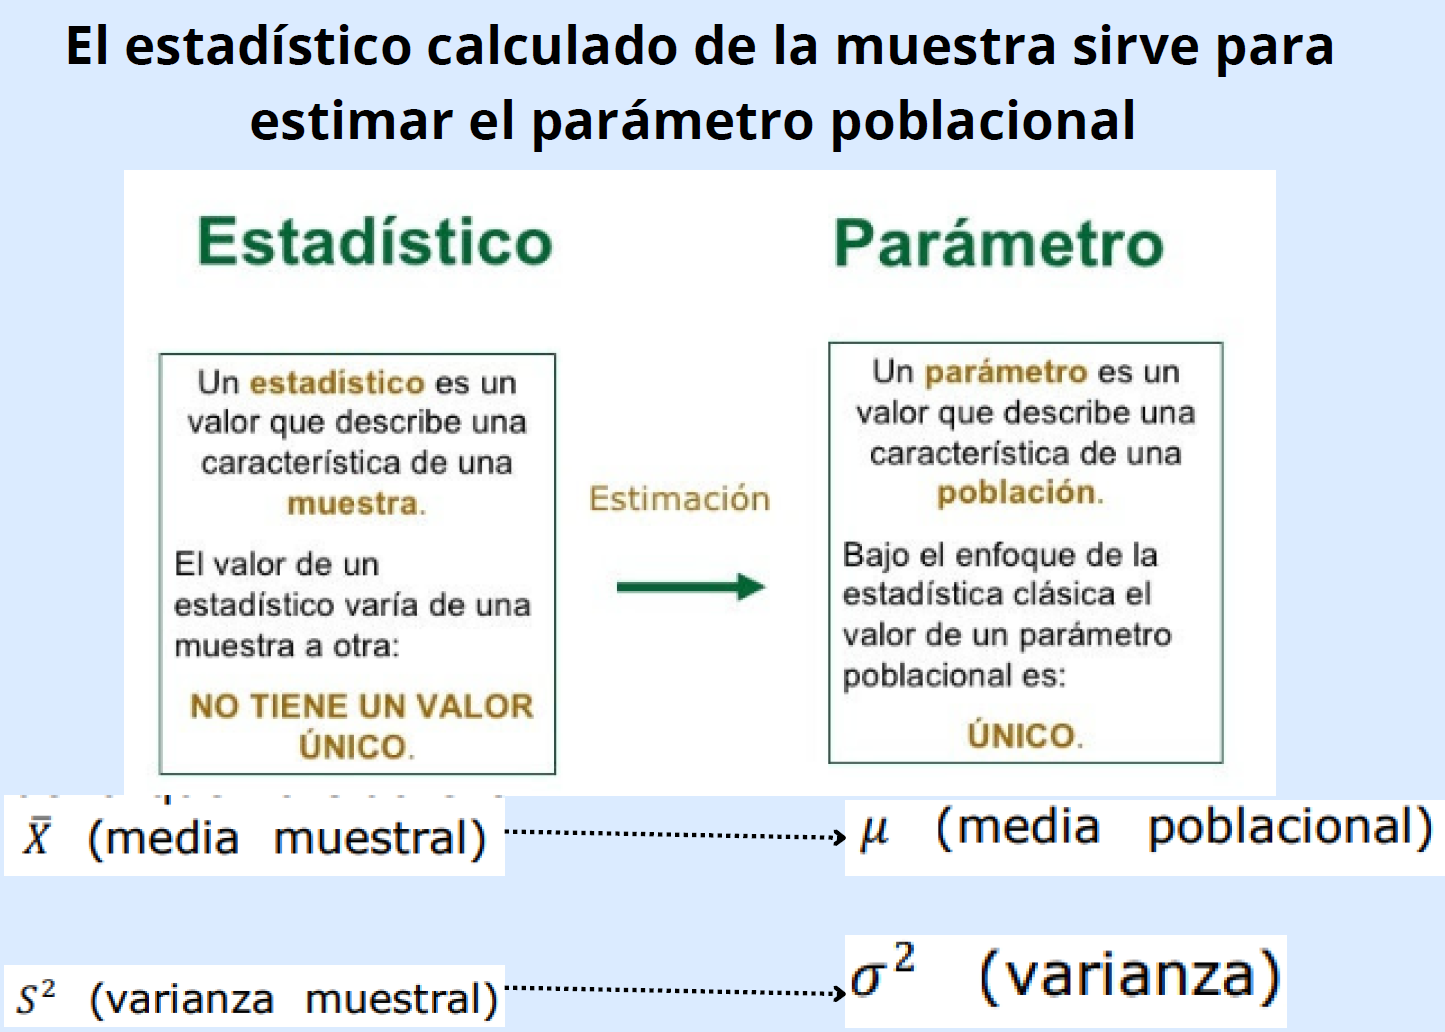 El estadístico calculado de la muestra sirve para
estimar el parámetro poblacional
Estadístico
Parámetro
Un estadístico es un
valor que describe una
característica de una
muestra.
El valor de un
estadístico varía de una
muestra a otra:
NO TIENE UN VALOR
ÚNICO.
Estimación
Un parámetro es un
valor que describe una
característica de una
población.
Bajo el enfoque de la
estadística clásica el
valor de un parámetro
poblacional es:
ÚNICO.
X̄ (media muestral)
μ (media poblacional)
S² (varianza muestral)
σ² (varianza)